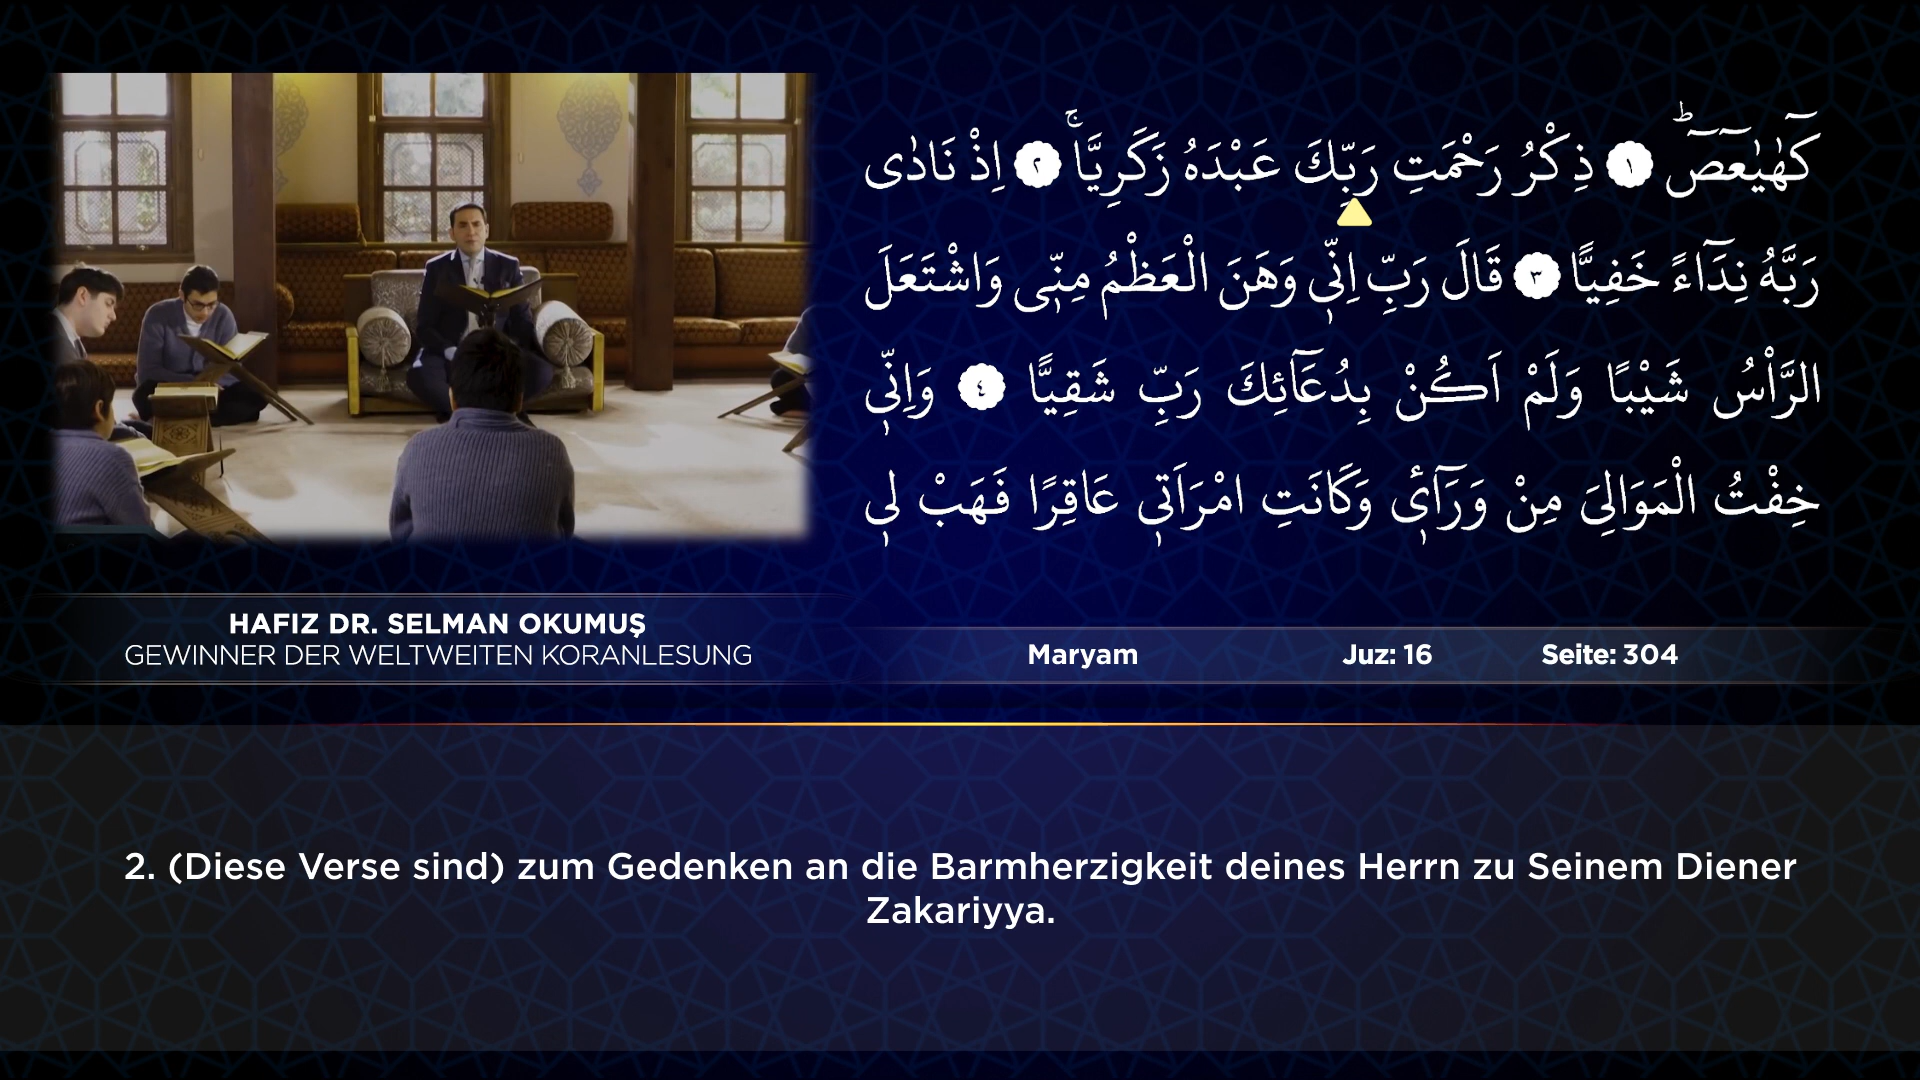 كٓهٰيٰعٓصٓ ۜ ١ ذِكْرُ رَحْمَتِ رَبِّكَ عَبْدَهُ زَكَرِيَّاۚ ٢ اِذْ نَادٰى
رَبَّهُ نِدَٓاءً خَفِيًّا ٣ قَالَ رَبِّ اِنّ۪ي وَهَنَ الْعَظْمُ مِنّ۪ي وَاشْتَعَلَ
الرَّأْسُ شَيْبًا وَلَمْ اَكُنْ بِدُعَٓائِكَ رَبِّ شَقِيًّا ٤ وَاِنّ۪ي
خِفْتُ الْمَوَالِيَ مِنْ وَرَٓاء۪ي وَكَانَتِ امْرَاَت۪ي عَاقِرًا فَهَبْ ل۪ي
HAFIZ DR. SELMAN OKUMUŞ
GEWINNER DER WELTWEITEN KORANLESUNG
Maryam Juz: 16 Seite: 304
2. (Diese Verse sind) zum Gedenken an die Barmherzigkeit deines Herrn zu Seinem Diener
Zakariyya.